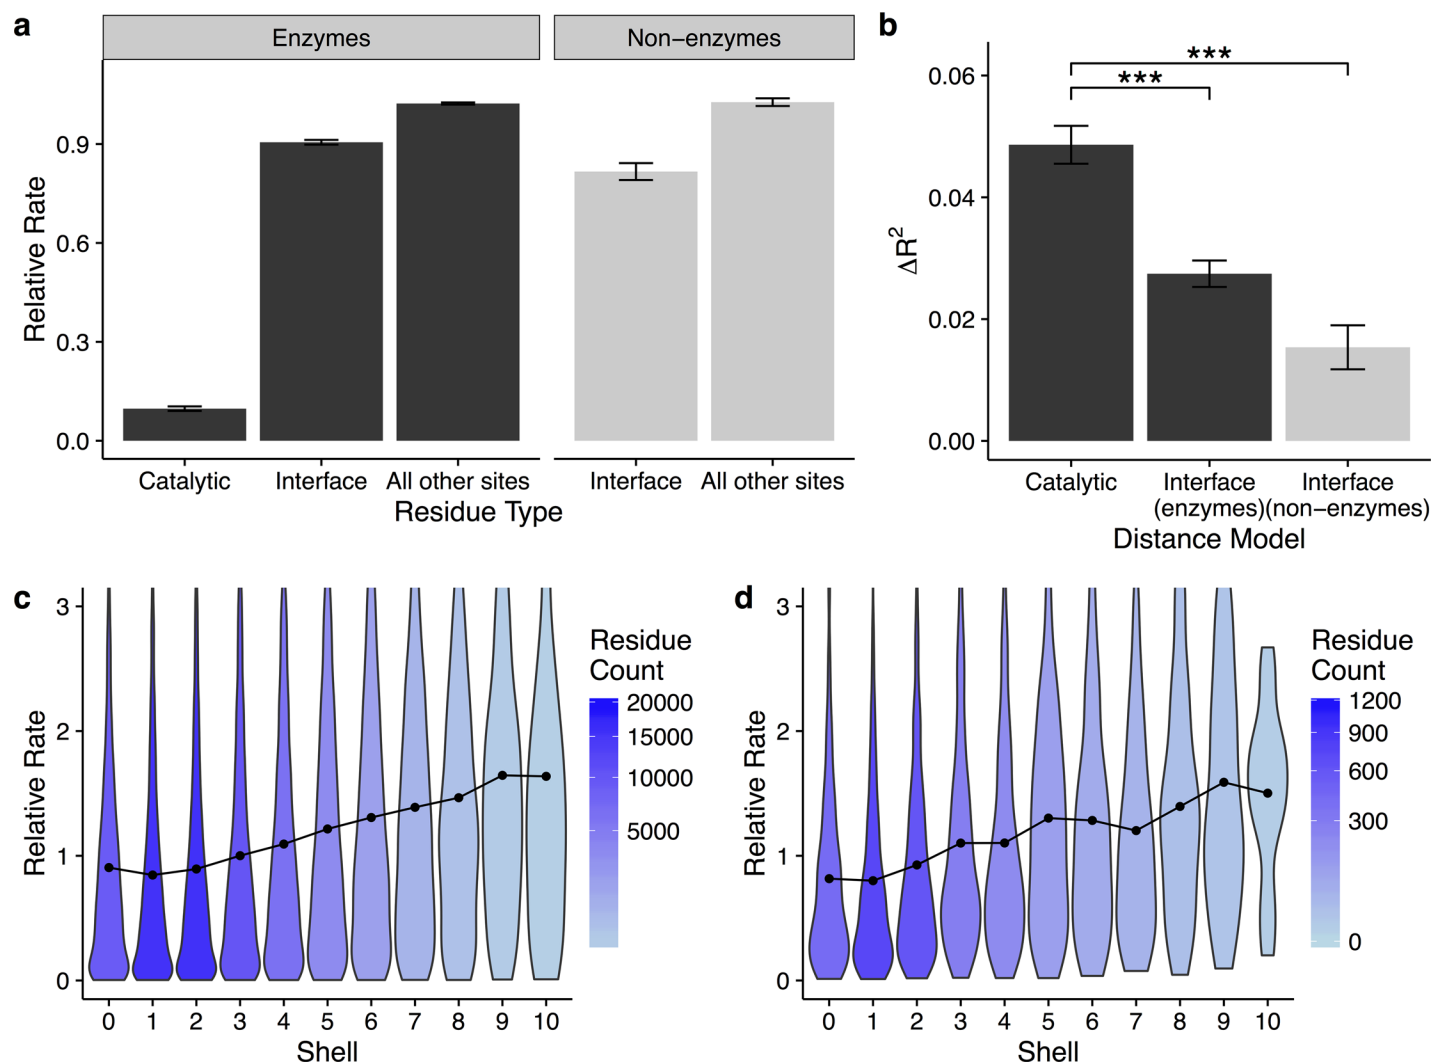 a
Enzymes
Non−enzymes
Relative Rate
0.9
0.6
0.3
0.0
Catalytic
Interface
All other sites
Interface
All other sites
Residue Type
b
***
***
ΔR²
0.06
0.04
0.02
0.00
Catalytic
Interface
(enzymes)
Interface
(non−enzymes)
Distance Model
c
Relative Rate
3
2
1
0
0 1 2 3 4 5 6 7 8 9 10
Shell
Residue
Count
20000
15000
10000
5000
d
Relative Rate
3
2
1
0
0 1 2 3 4 5 6 7 8 9 10
Shell
Residue
Count
1200
900
600
300
0